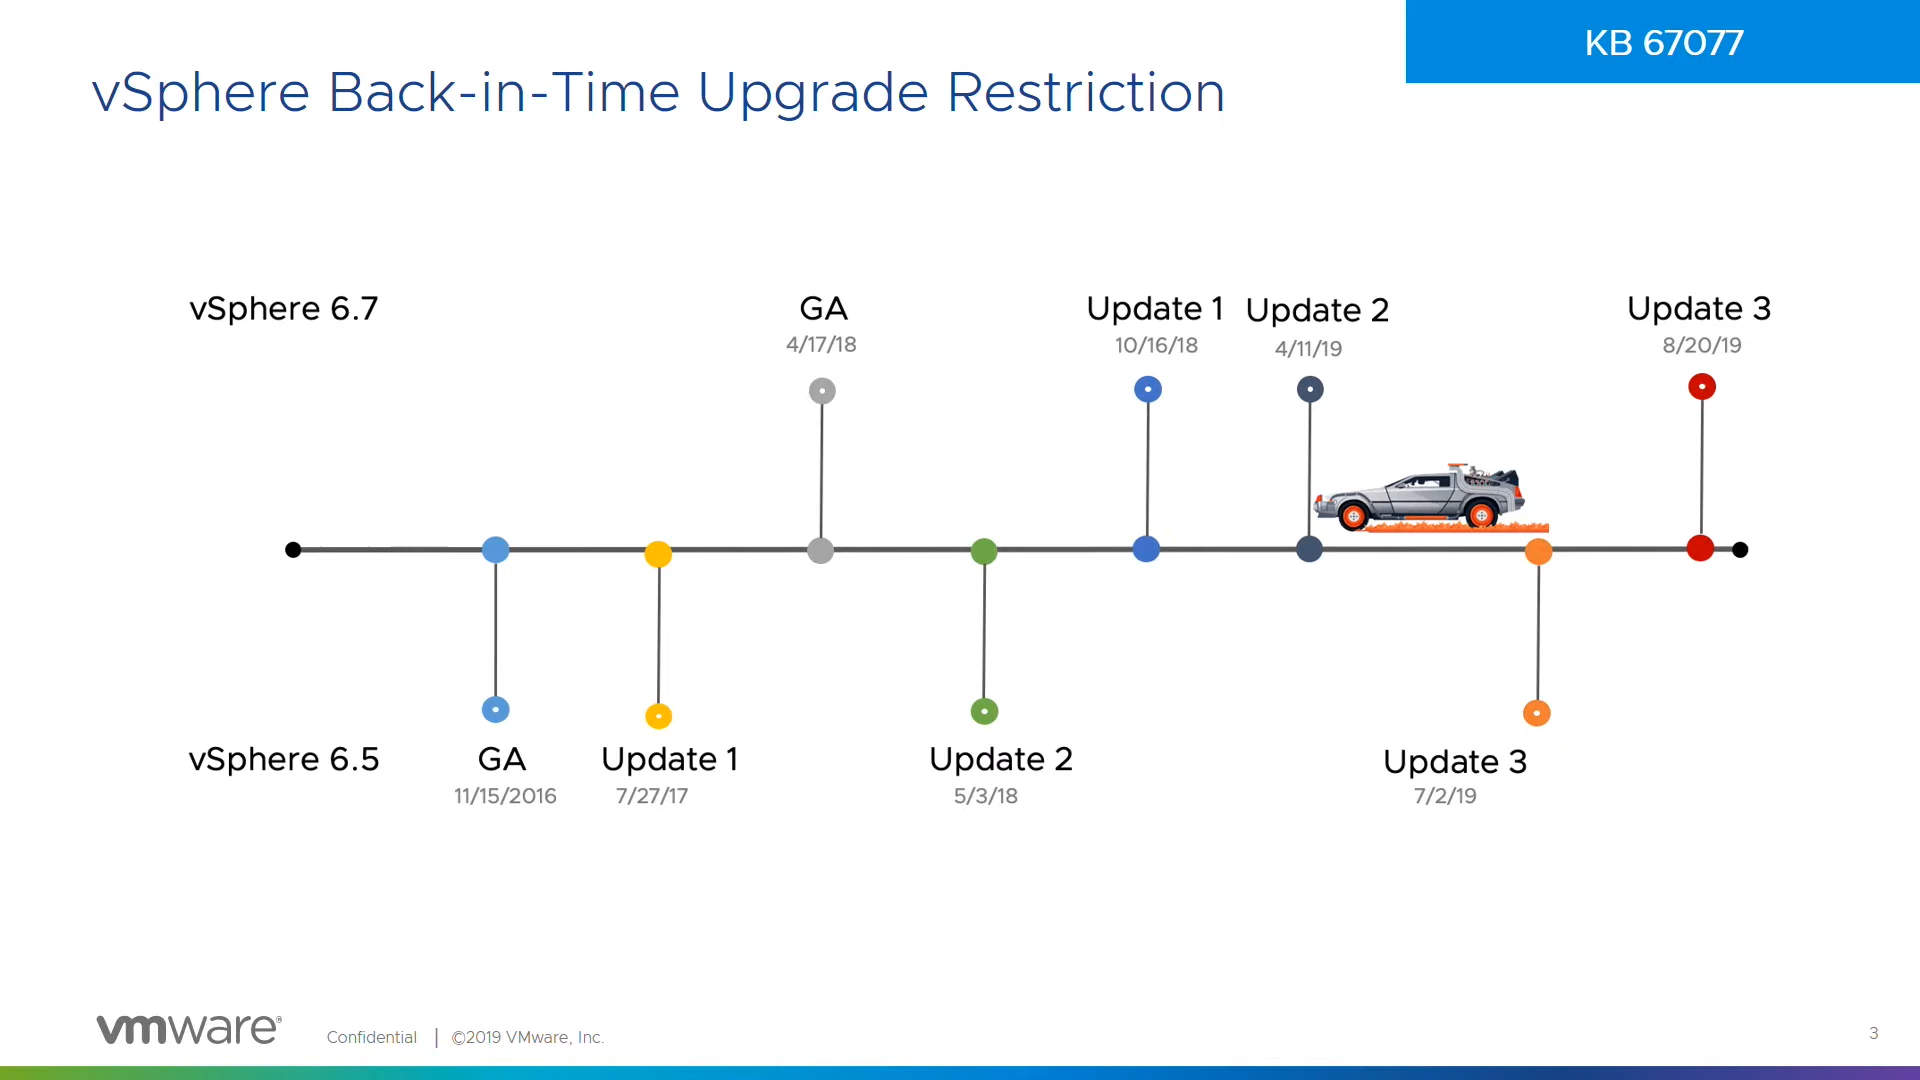 KB 67077
vSphere Back-in-Time Upgrade Restriction
vSphere 6.7
GA
4/17/18
Update 1
10/16/18
Update 2
4/11/19
Update 3
8/20/19
vSphere 6.5
GA
11/15/2016
Update 1
7/27/17
Update 2
5/3/18
Update 3
7/2/19
vmware®
Confidential | ©2019 VMware, Inc.
3